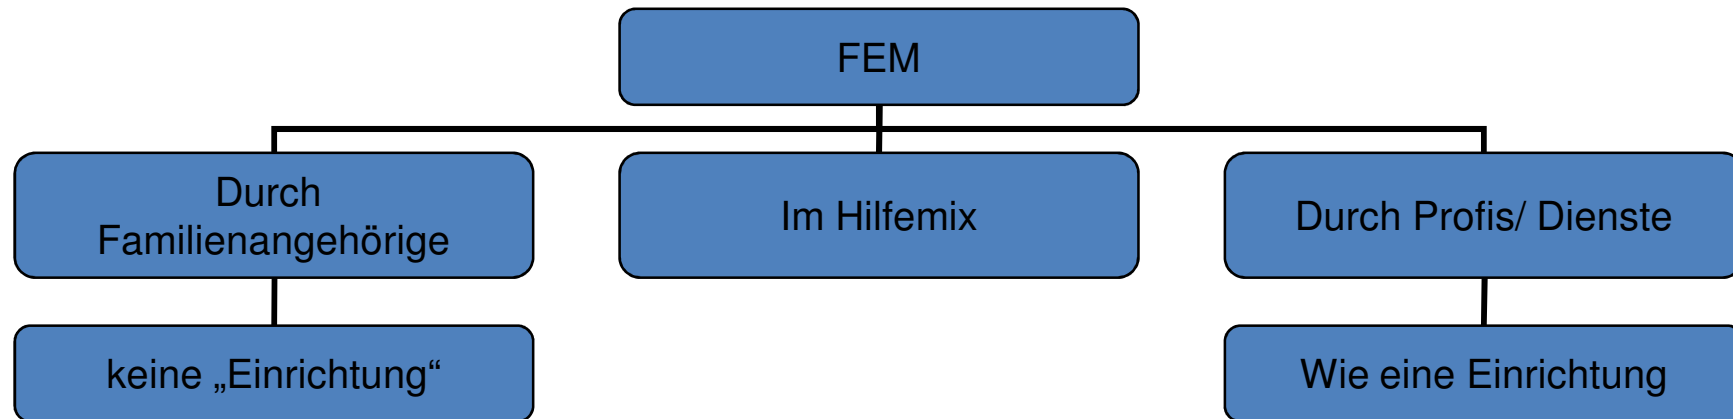 FEM
Durch
Familienangehörige
Im Hilfemix
Durch Profis/ Dienste
keine „Einrichtung“
Wie eine Einrichtung